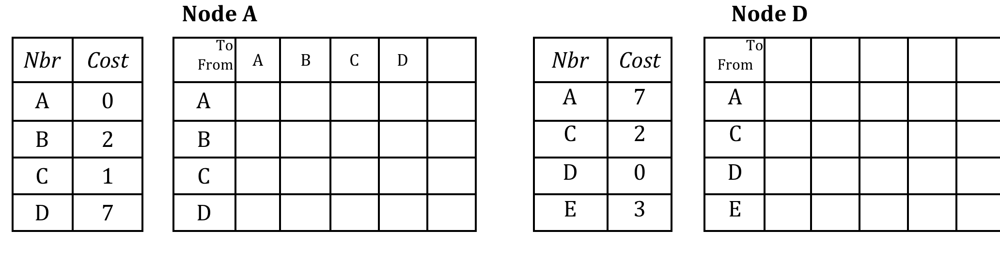 Node A
Node D
Nbr Cost
A 0
B 2
C 1
D 7
To
From A B C D
A
B
C
D
Nbr Cost
A 7
C 2
D 0
E 3
To
From
A
C
D
E